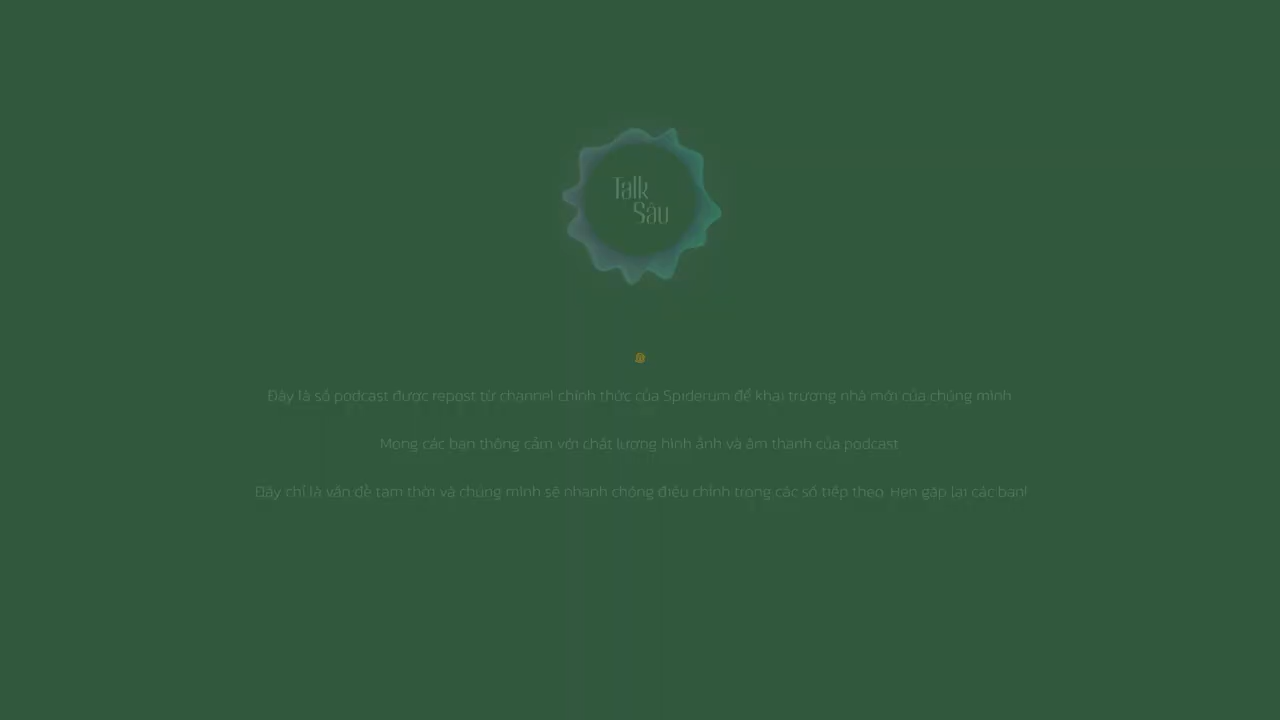 Talk
Sâu
Đây là số podcast được repost từ channel chính thức của Spiderum để khai trương nhà mới của chúng mình
Mong các bạn thông cảm với chất lượng hình ảnh và âm thanh của podcast
Đây chỉ là vấn đề tạm thời và chúng mình sẽ nhanh chóng điều chỉnh trong các số tiếp theo. Hẹn gặp lại các bạn!